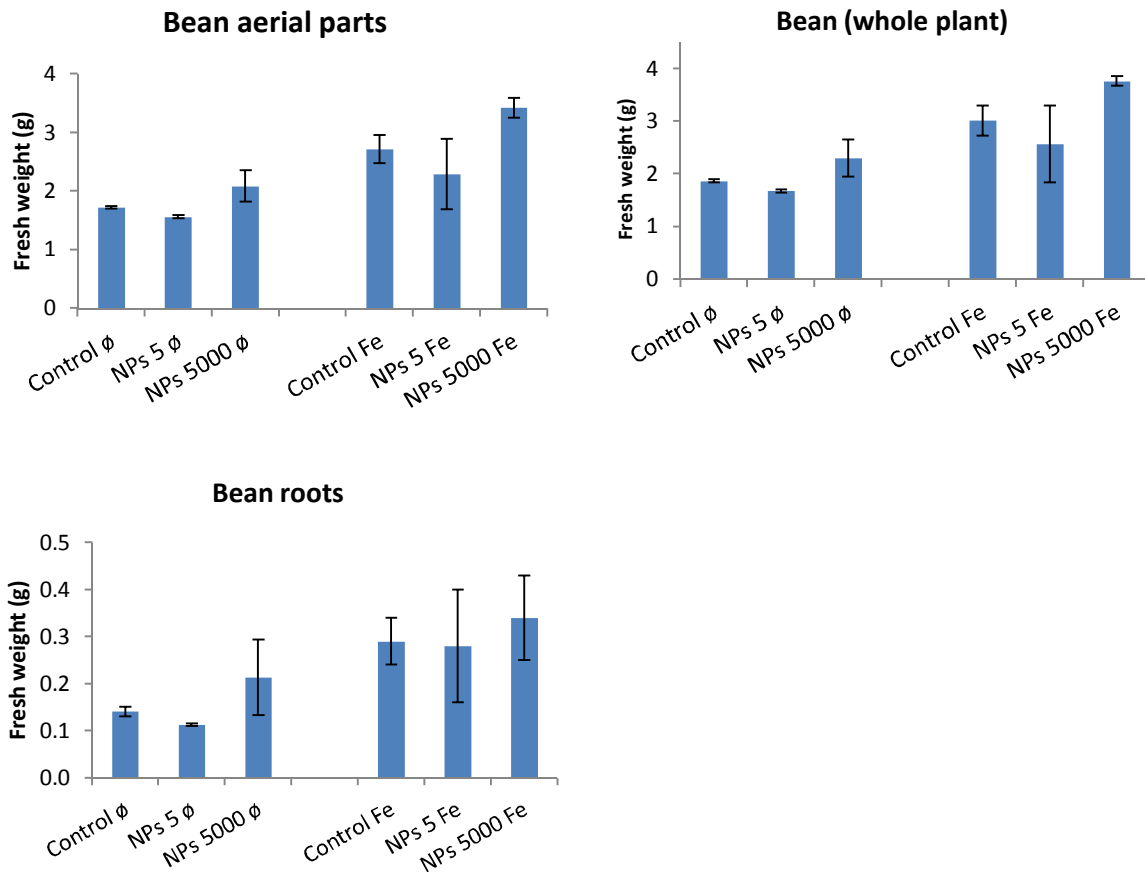 Bean aerial parts
Fresh weight (g)
4
3
2
1
0
Control ø
NPs 5 ø
NPs 5000 ø
Control Fe
NPs 5 Fe
NPs 5000 Fe
Bean (whole plant)
Fresh weight (g)
4
3
2
1
0
Control ø
NPs 5 ø
NPs 5000 ø
Control Fe
NPs 5 Fe
NPs 5000 Fe
Bean roots
Fresh weight (g)
0.5
0.4
0.3
0.2
0.1
0.0
Control ø
NPs 5 ø
NPs 5000 ø
Control Fe
NPs 5 Fe
NPs 5000 Fe